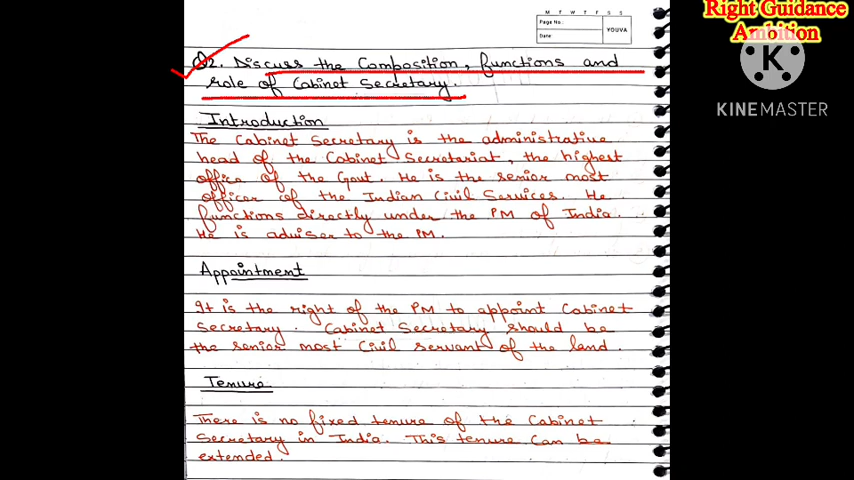 Right Guidance
Ambition
KINEMASTER
M T W T F S S
Page No.:
Date:
YOUVA
Q2. Discuss the Composition, functions and
role of Cabinet Secretary.
Introduction
The Cabinet Secretary is the administrative
head of the Cabinet Secretariat, the highest
office of the Govt. He is the senior most
officer of the Indian Civil Services. He
functions directly under the PM of India.
He is adviser to the PM.
Appointment
It is the right of the PM to appoint Cabinet
Secretary. Cabinet Secretary should be
the senior most Civil servant of the land.
Tenure
There is no fixed tenure of the Cabinet
Secretary in India. This tenure can be
extended.